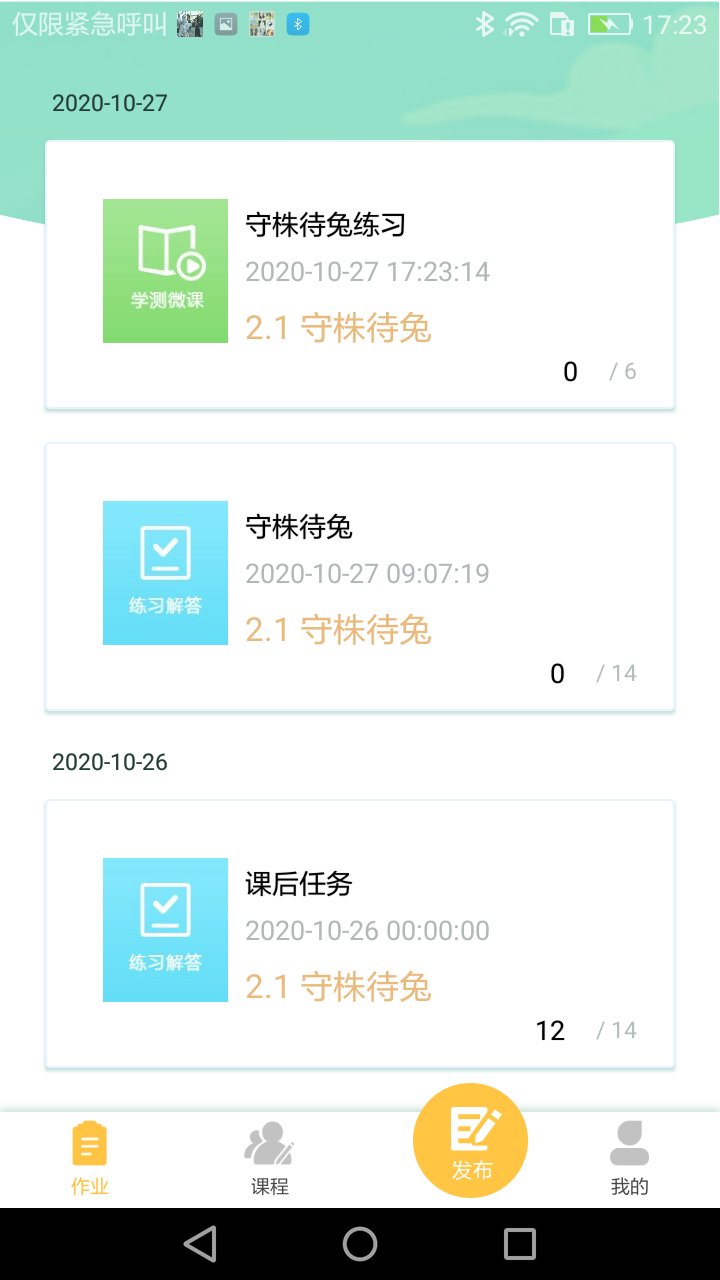 仅限紧急呼叫 17:23
2020-10-27
守株待兔练习
学测微课
2020-10-27 17:23:14
2.1 守株待兔
0 / 6
守株待兔
练习解答
2020-10-27 09:07:19
2.1 守株待兔
0 / 14
2020-10-26
课后任务
练习解答
2020-10-26 00:00:00
2.1 守株待兔
12 / 14
作业 课程 发布 我的